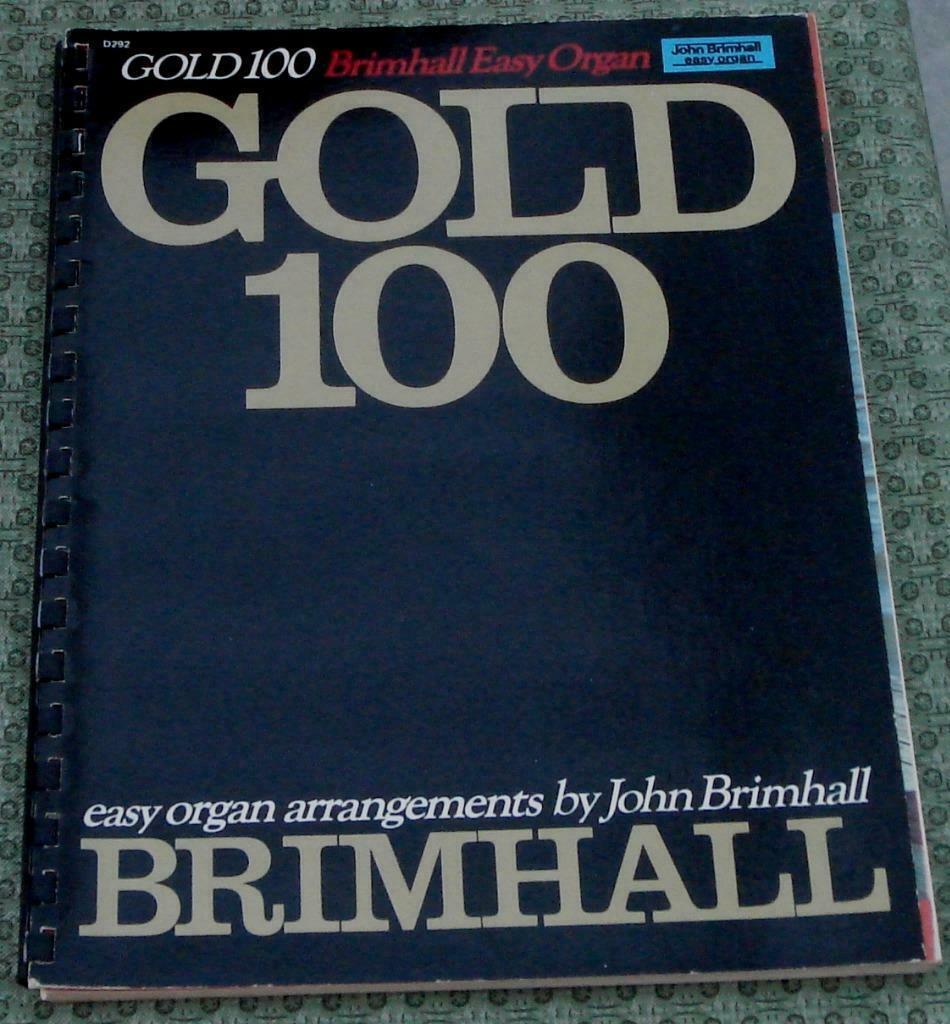 D292
GOLD 100 Brimhall Easy Organ
John Brimhall
easy organ
GOLD
100
easy organ arrangements by John Brimhall
BRIMHALL